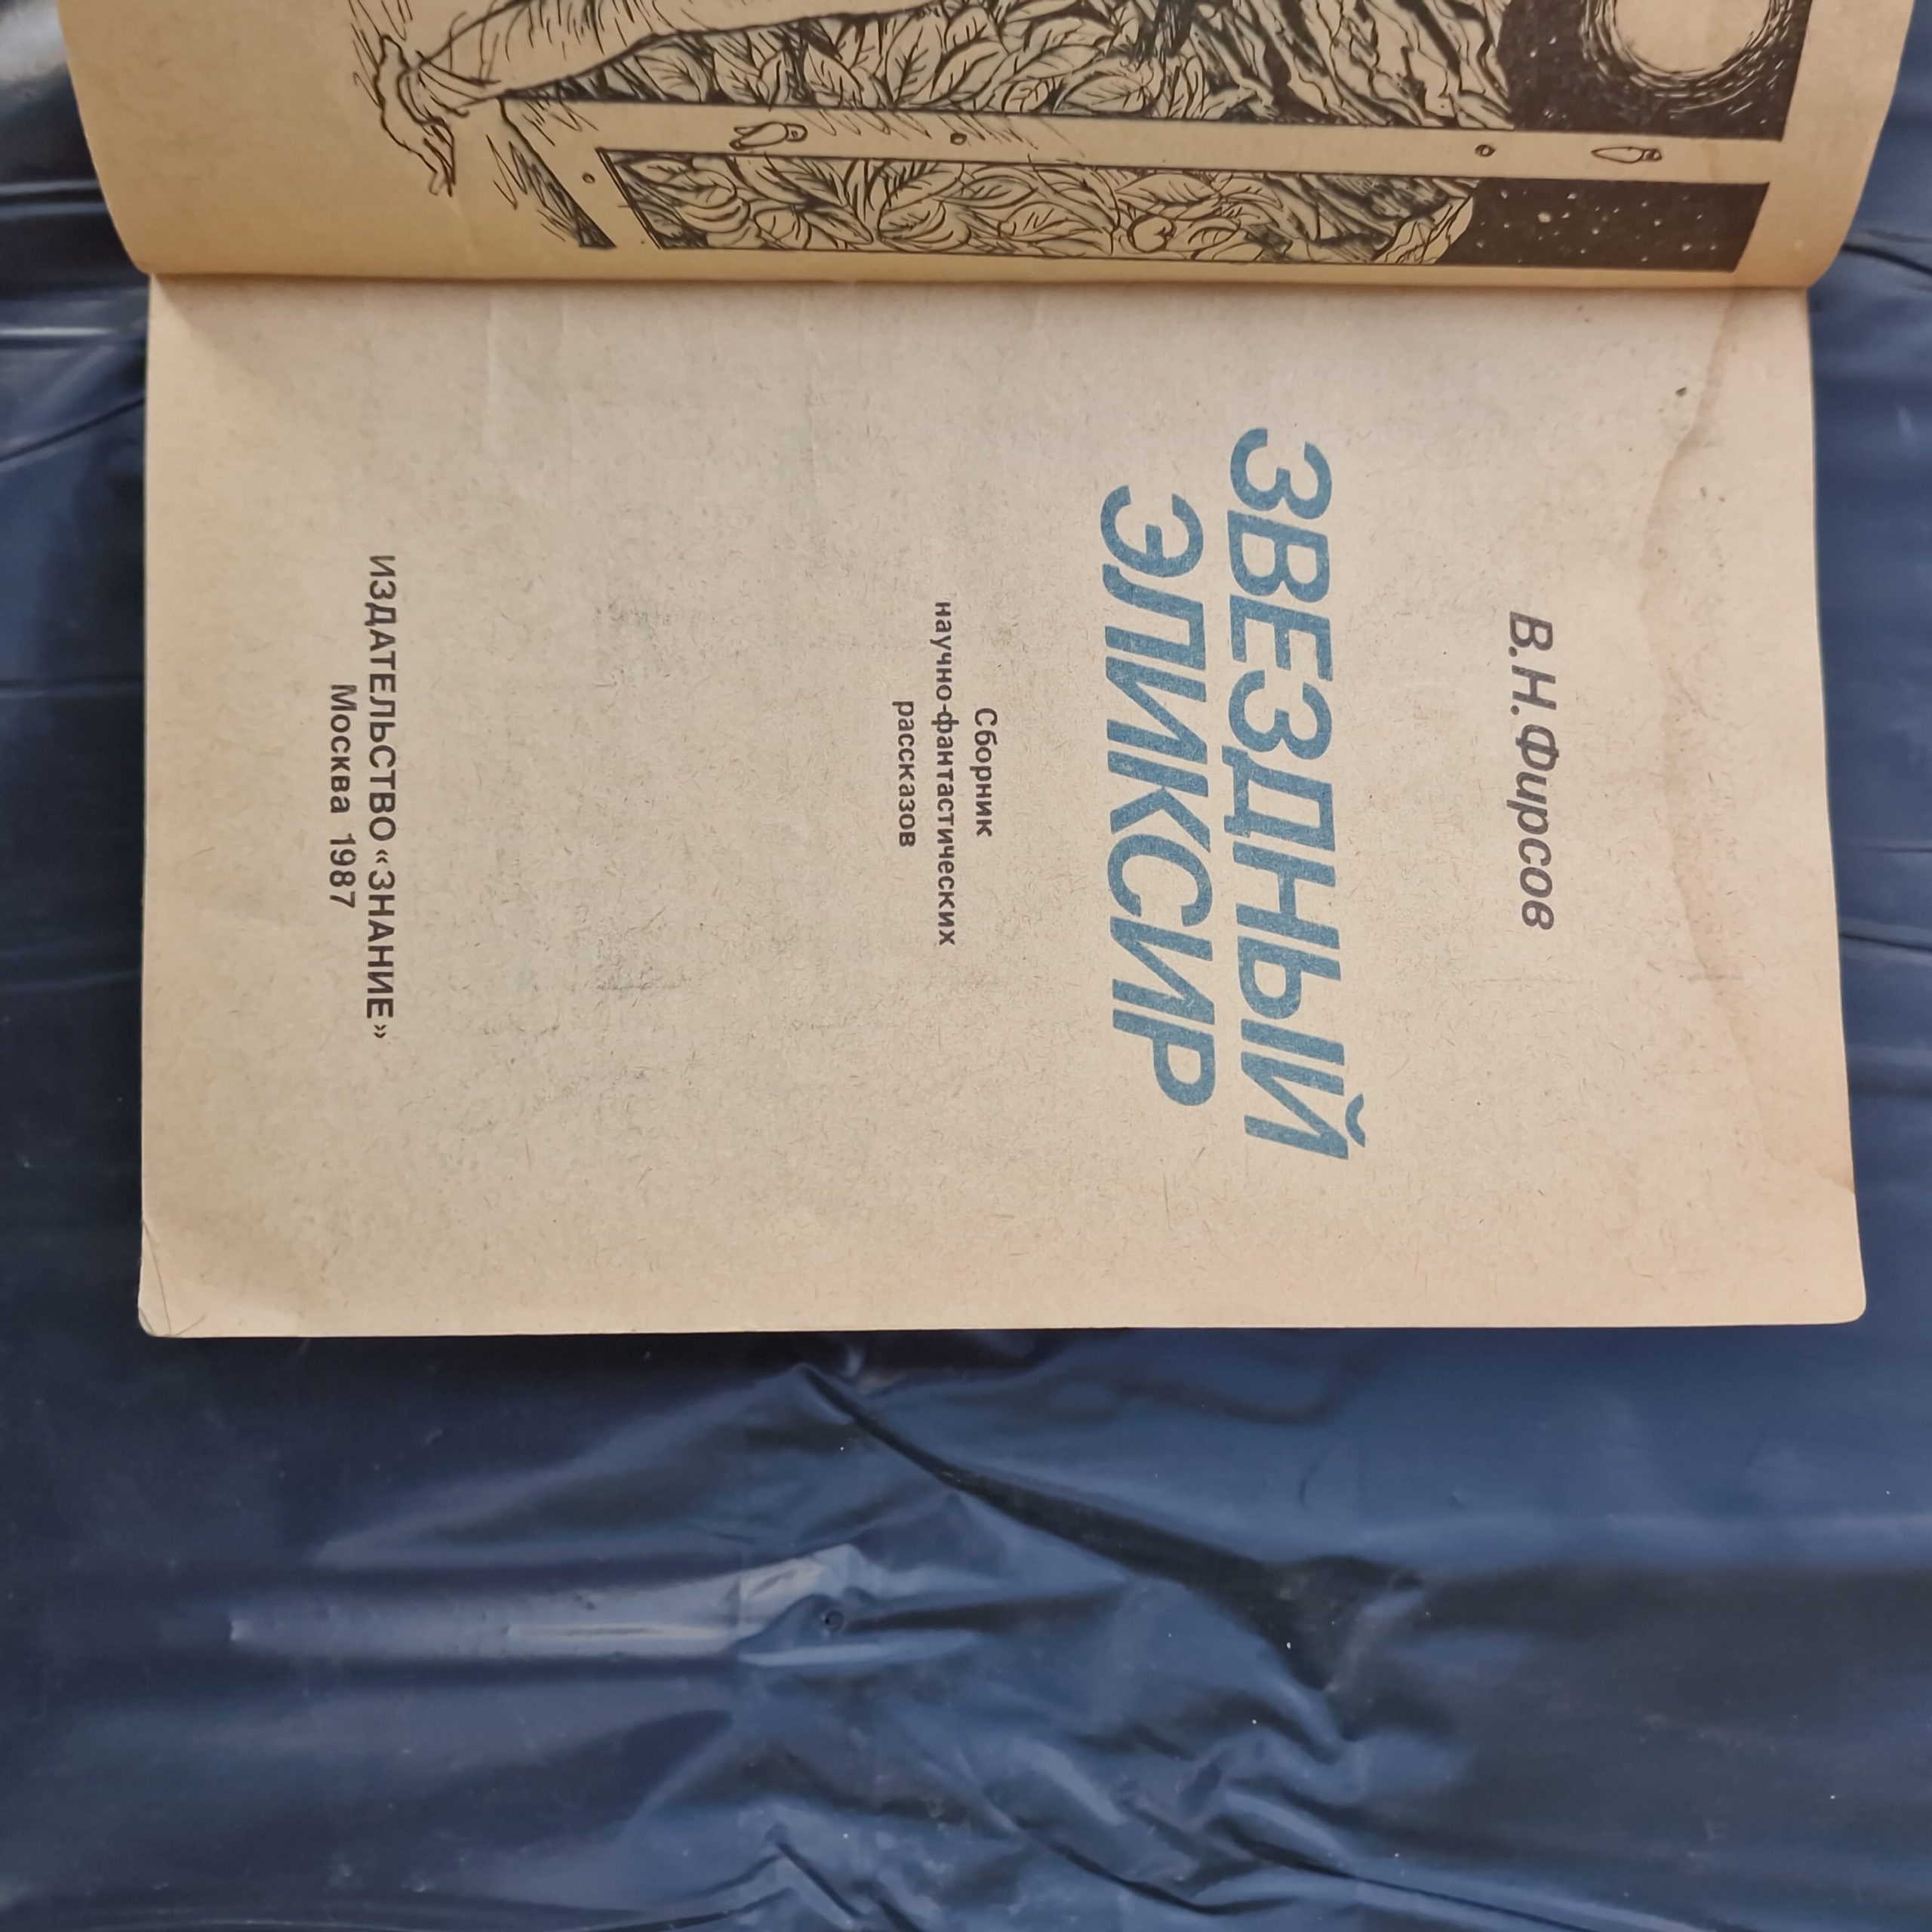 В.Н.Фирсов
ЗВЕЗДНЫЙ
ЭЛИКСИР
Сборник
научно-фантастических
рассказов
ИЗДАТЕЛЬСТВО «ЗНАНИЕ»
Москва 1987